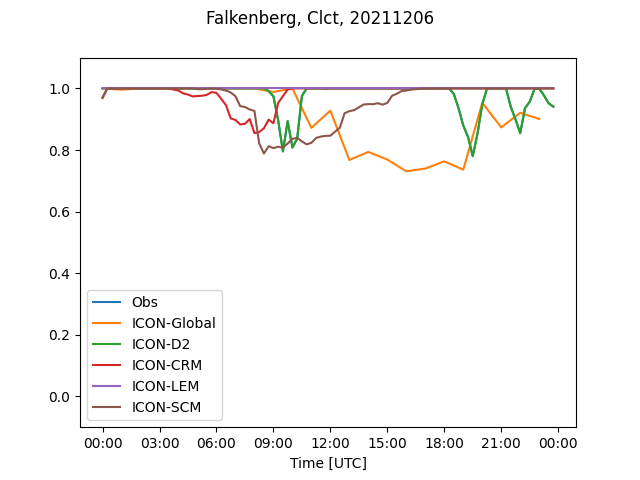 Falkenberg, Clct, 20211206
1.0
0.8
0.6
0.4
0.2
0.0
Obs
ICON-Global
ICON-D2
ICON-CRM
ICON-LEM
ICON-SCM
00:00 03:00 06:00 09:00 12:00 15:00 18:00 21:00 00:00
Time [UTC]